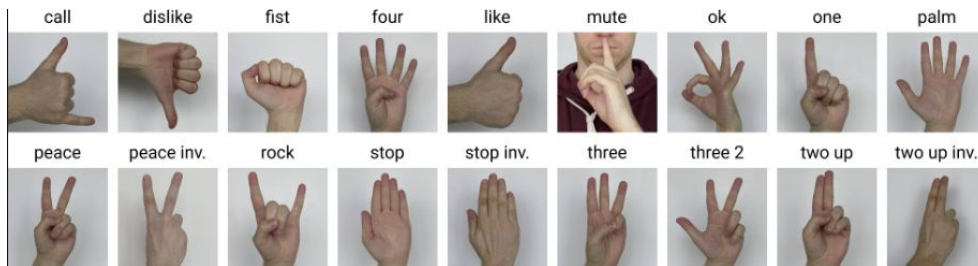 call dislike fist four like mute ok one palm
peace peace inv. rock stop stop inv. three three 2 two up two up inv.